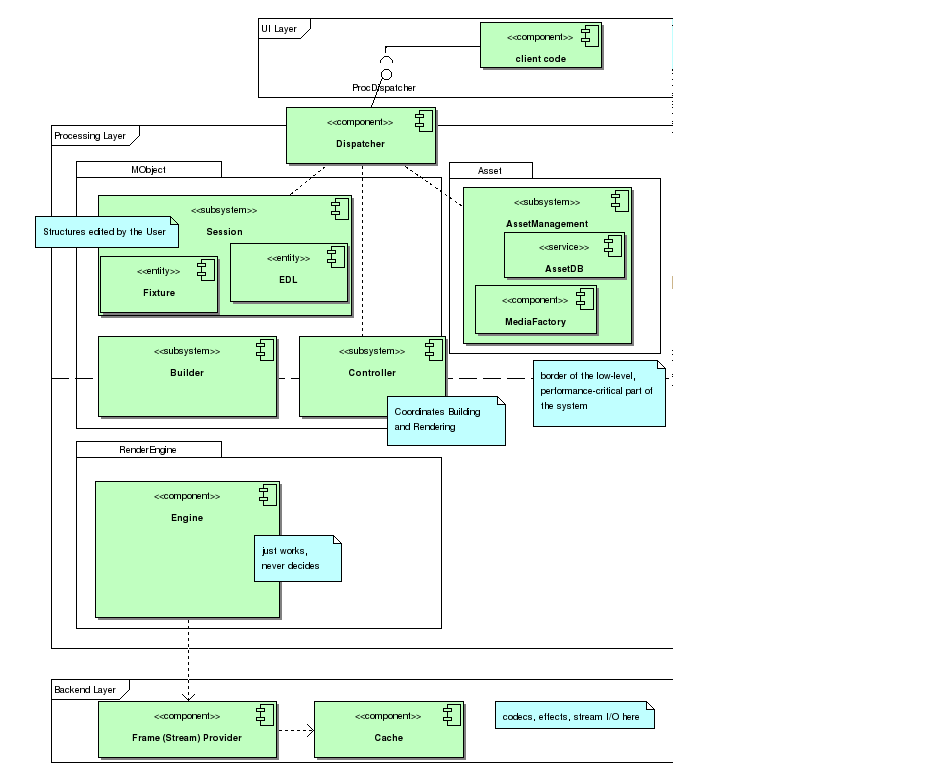 UI Layer
<<component>>
client code
ProcDispatcher
<<component>>
Dispatcher
Processing Layer
MObject
Asset
<<subsystem>>
Session
Structures edited by the User
<<entity>>
EDL
<<entity>>
Fixture
<<subsystem>>
AssetManagement
<<service>>
AssetDB
<<component>>
MediaFactory
<<subsystem>>
Builder
<<subsystem>>
Controller
border of the low-level,
performance-critical part of
the system
Coordinates Building
and Rendering
RenderEngine
<<component>>
Engine
just works,
never decides
Backend Layer
<<component>>
Frame (Stream) Provider
<<component>>
Cache
codecs, effects, stream I/O here